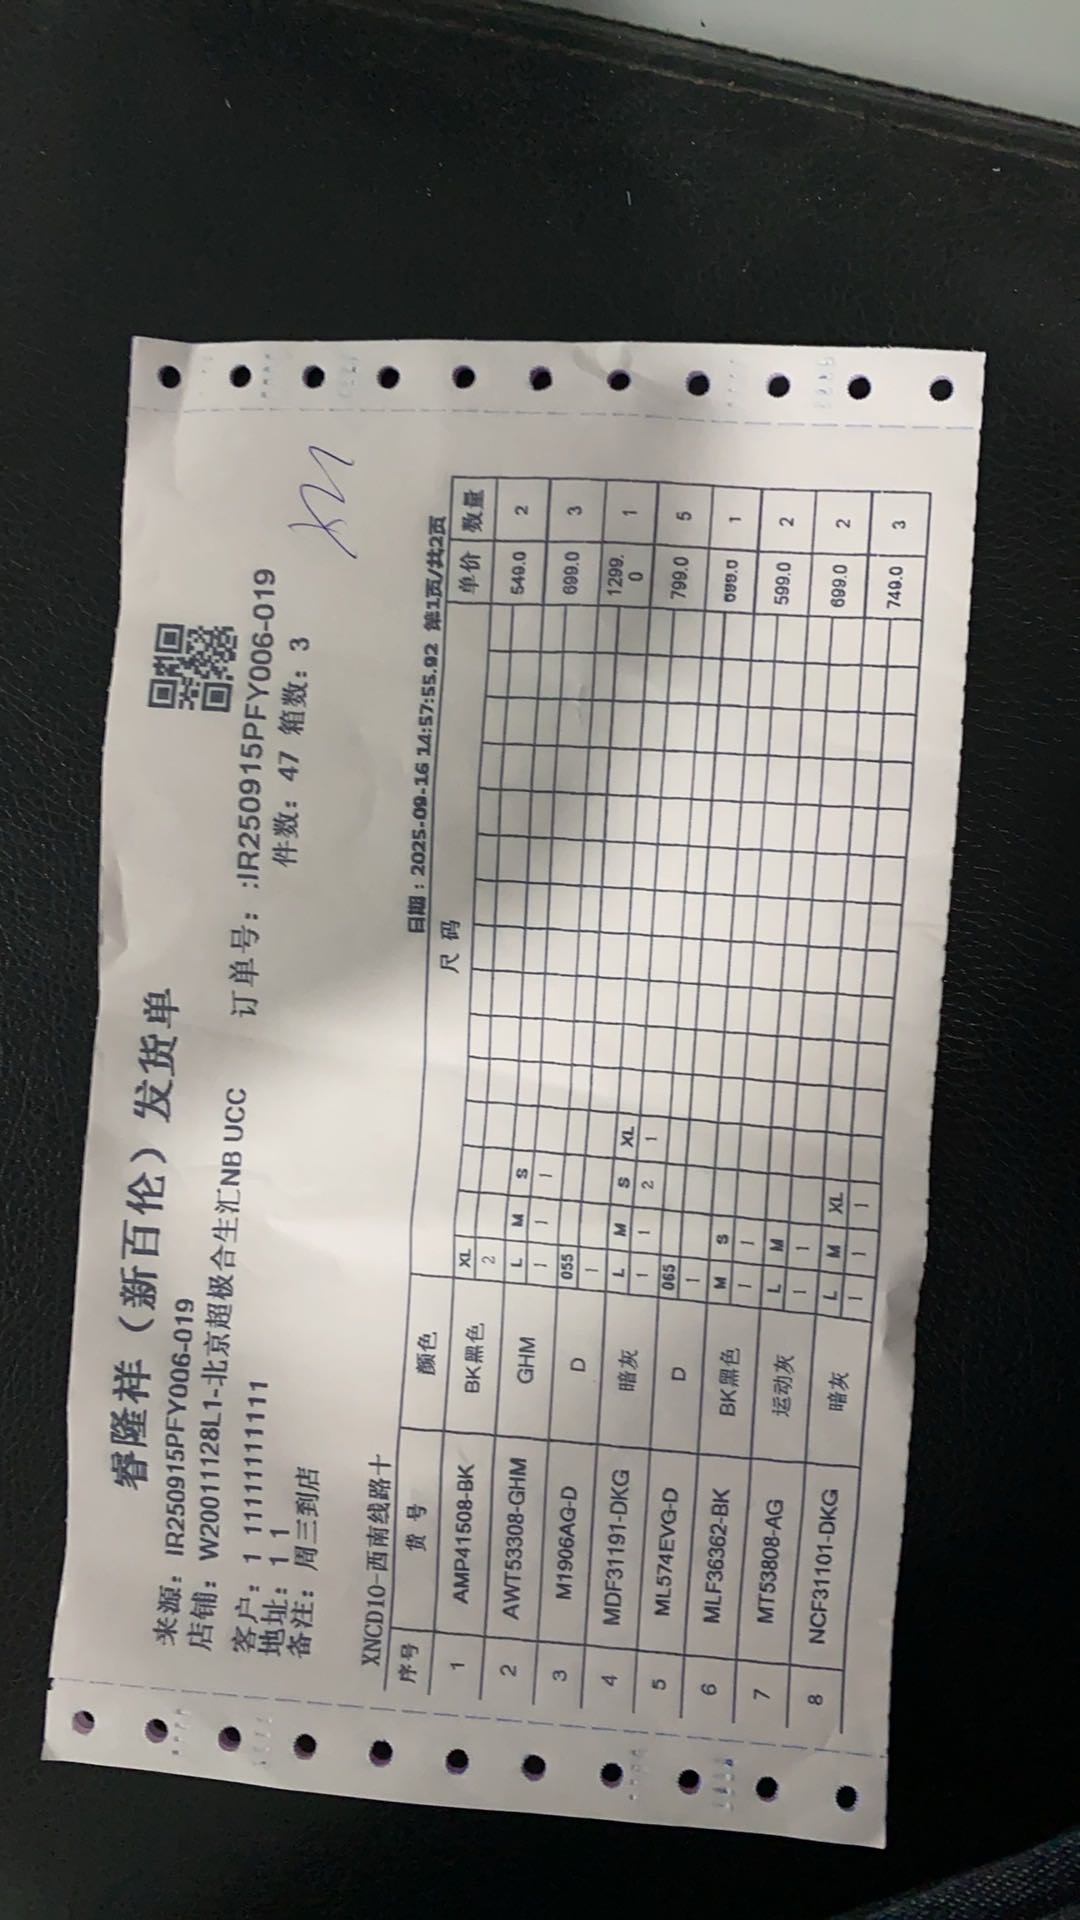 睿隆祥（新百伦）发货单
来源：IR250915PFY006-019
店铺：W20011128L1-北京超极合生汇NB UCC 订单号：:IR250915PFY006-019
客户：1 11111111111 件数：47 箱数：3
地址：1 1
备注：周三到店
XNCD10-西南线路十 日期：2025-09-16 14:57:55.92 第1页/共2页
序号 货号 颜色 尺码 单价 数量
1 AMP41508-BK BK黑色 XL 549.0 2
2
2 AWT53308-GHM GHM L M S 699.0 3
1 1 1
3 M1906AG-D D 055 1299.0 1
1
4 MDF31191-DKG 暗灰 L M S XL 799.0 5
1 1 2 1
5 ML574EVG-D D 065 699.0 1
1
6 MLF36362-BK BK黑色 M S 599.0 2
1 1
7 MT53808-AG 运动灰 L M 699.0 2
1 1
8 NCF31101-DKG 暗灰 L M XL 749.0 3
1 1 1